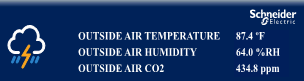 Schneider
Electric
OUTSIDE AIR TEMPERATURE 87.4 °F
OUTSIDE AIR HUMIDITY 64.0 %RH
OUTSIDE AIR CO2 434.8 ppm